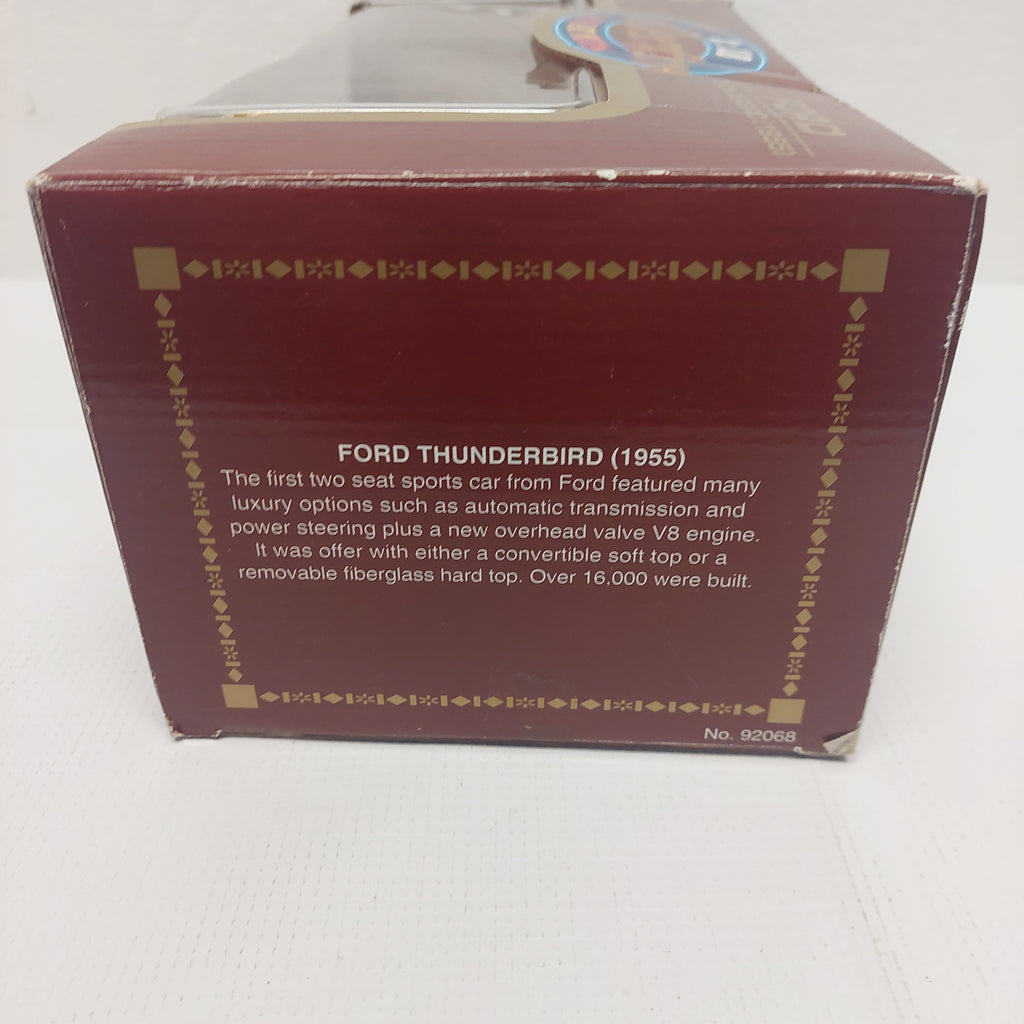 FORD THUNDERBIRD (1955)
The first two seat sports car from Ford featured many
luxury options such as automatic transmission and
power steering plus a new overhead valve V8 engine.
It was offer with either a convertible soft top or a
removable fiberglass hard top. Over 16,000 were built.
No. 92068